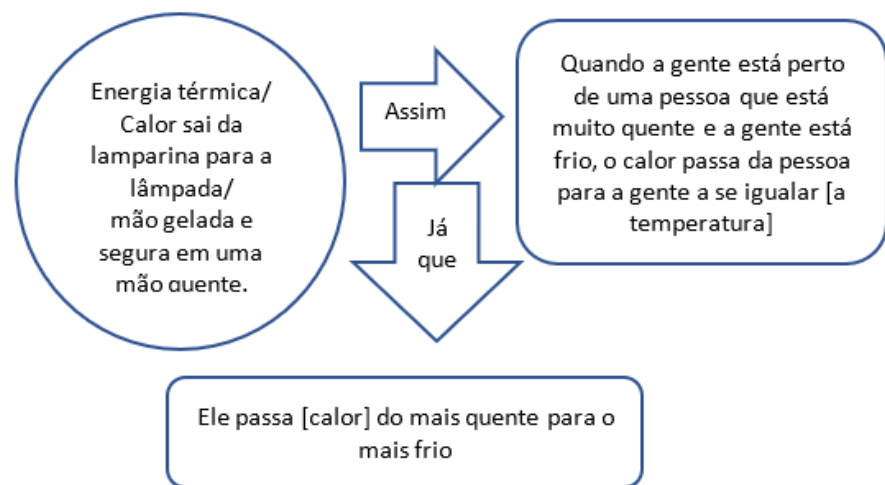 Energia térmica/
Calor sai da
lamparina para a
lâmpada/
mão gelada e
segura em uma
mão quente.
Assim
Quando a gente está perto
de uma pessoa que está
muito quente e a gente está
frio, o calor passa da pessoa
para a gente a se igualar [a
temperatura]
Já
que
Ele passa [calor] do mais quente para o
mais frio